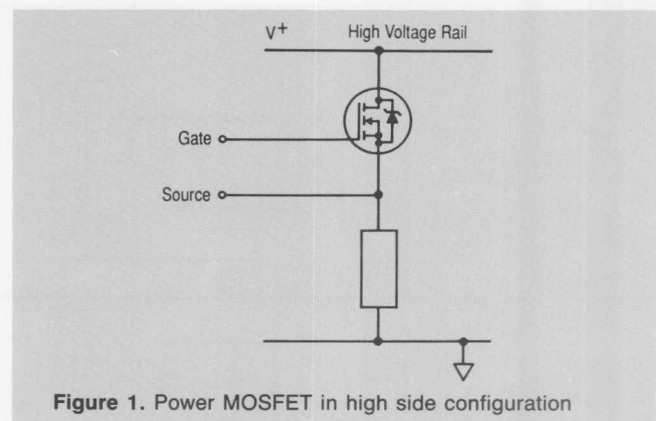 V+ High Voltage Rail
Gate
Source
Figure 1. Power MOSFET in high side configuration